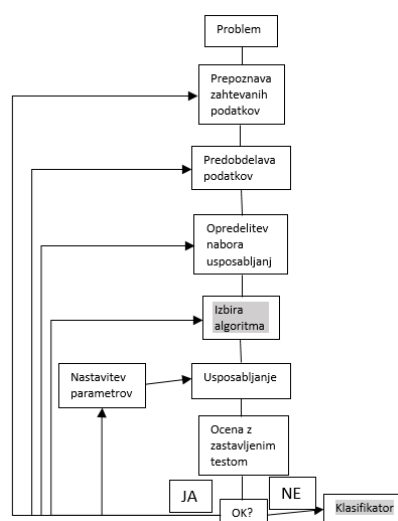 Problem
Prepoznava
zahtevanih
podatkov
Predobdelava
podatkov
Opredelitev
nabora
usposabljanj
Izbira
algoritma
Nastavitev
parametrov
Usposabljanje
Ocena z
zastavljenim
testom
JA
OK?
NE
Klasifikator